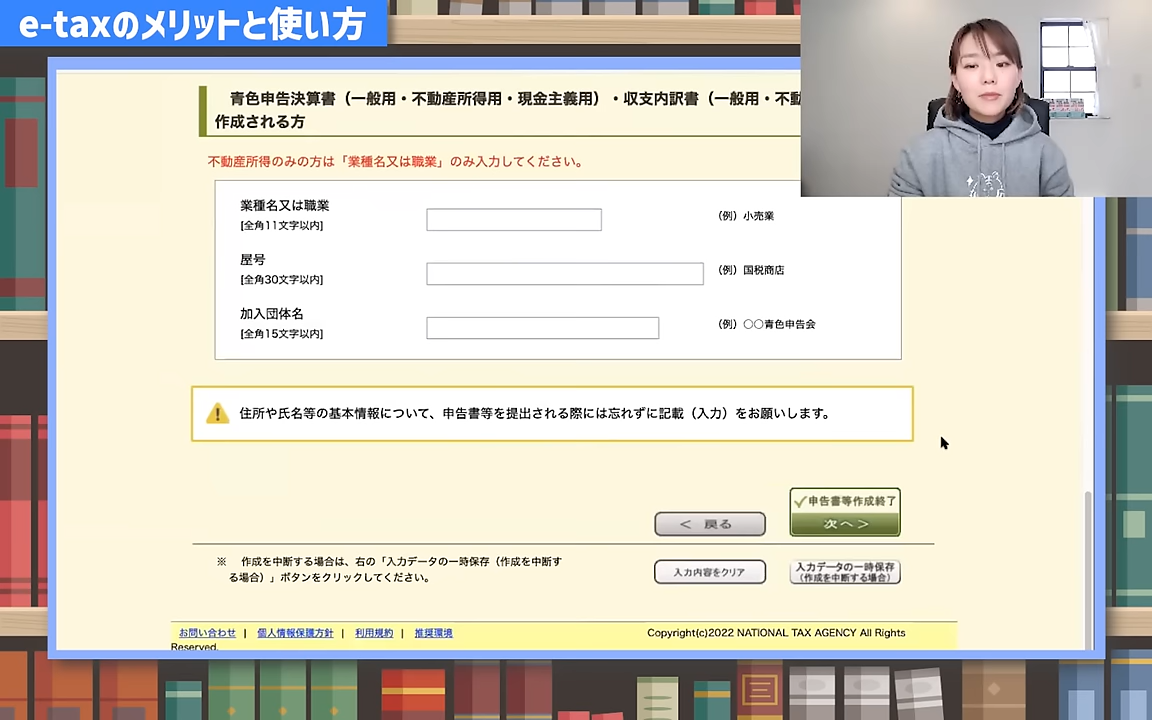 e-taxのメリットと使い方
青色申告決算書（一般用・不動産所得用・現金主義用）・収支内訳書（一般用・不動
作成される方
不動産所得のみの方は「業種名又は職業」のみ入力してください。
業種名又は職業
[全角11文字以内]
（例）小売業
屋号
[全角30文字以内]
（例）国税商店
加入団体名
[全角15文字以内]
（例）○○青色申告会
住所や氏名等の基本情報について、申告書等を提出される際には忘れずに記載（入力）をお願いします。
＜ 戻る
申告書等作成終了
次へ＞
※ 作成を中断する場合は、右の「入力データの一時保存（作成を中断す
る場合）」ボタンをクリックしてください。
入力内容をクリア
入力データの一時保存
（作成を中断する場合）
お問い合わせ | 個人情報保護方針 | 利用規約 | 推奨環境
Copyright(c)2022 NATIONAL TAX AGENCY All Rights
Reserved.